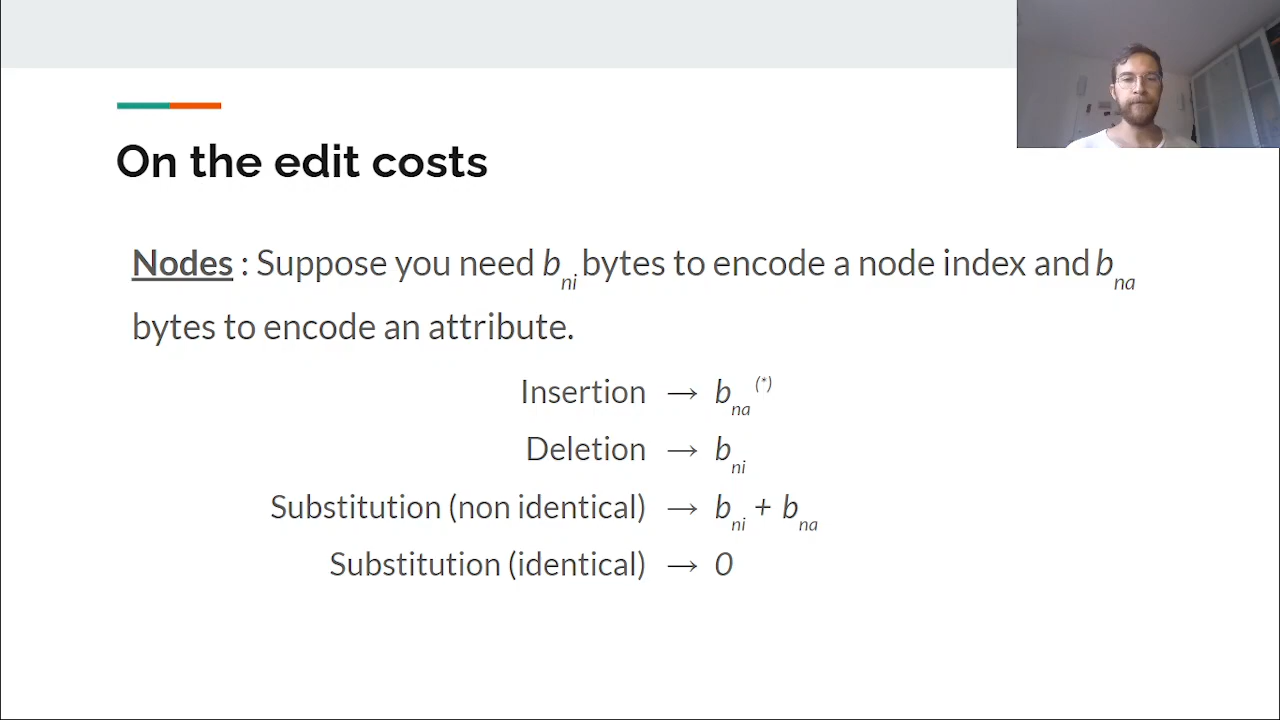 On the edit costs
Nodes : Suppose you need b_ni bytes to encode a node index and b_na
bytes to encode an attribute.
Insertion → b_na^(*)
Deletion → b_ni
Substitution (non identical) → b_ni + b_na
Substitution (identical) → 0